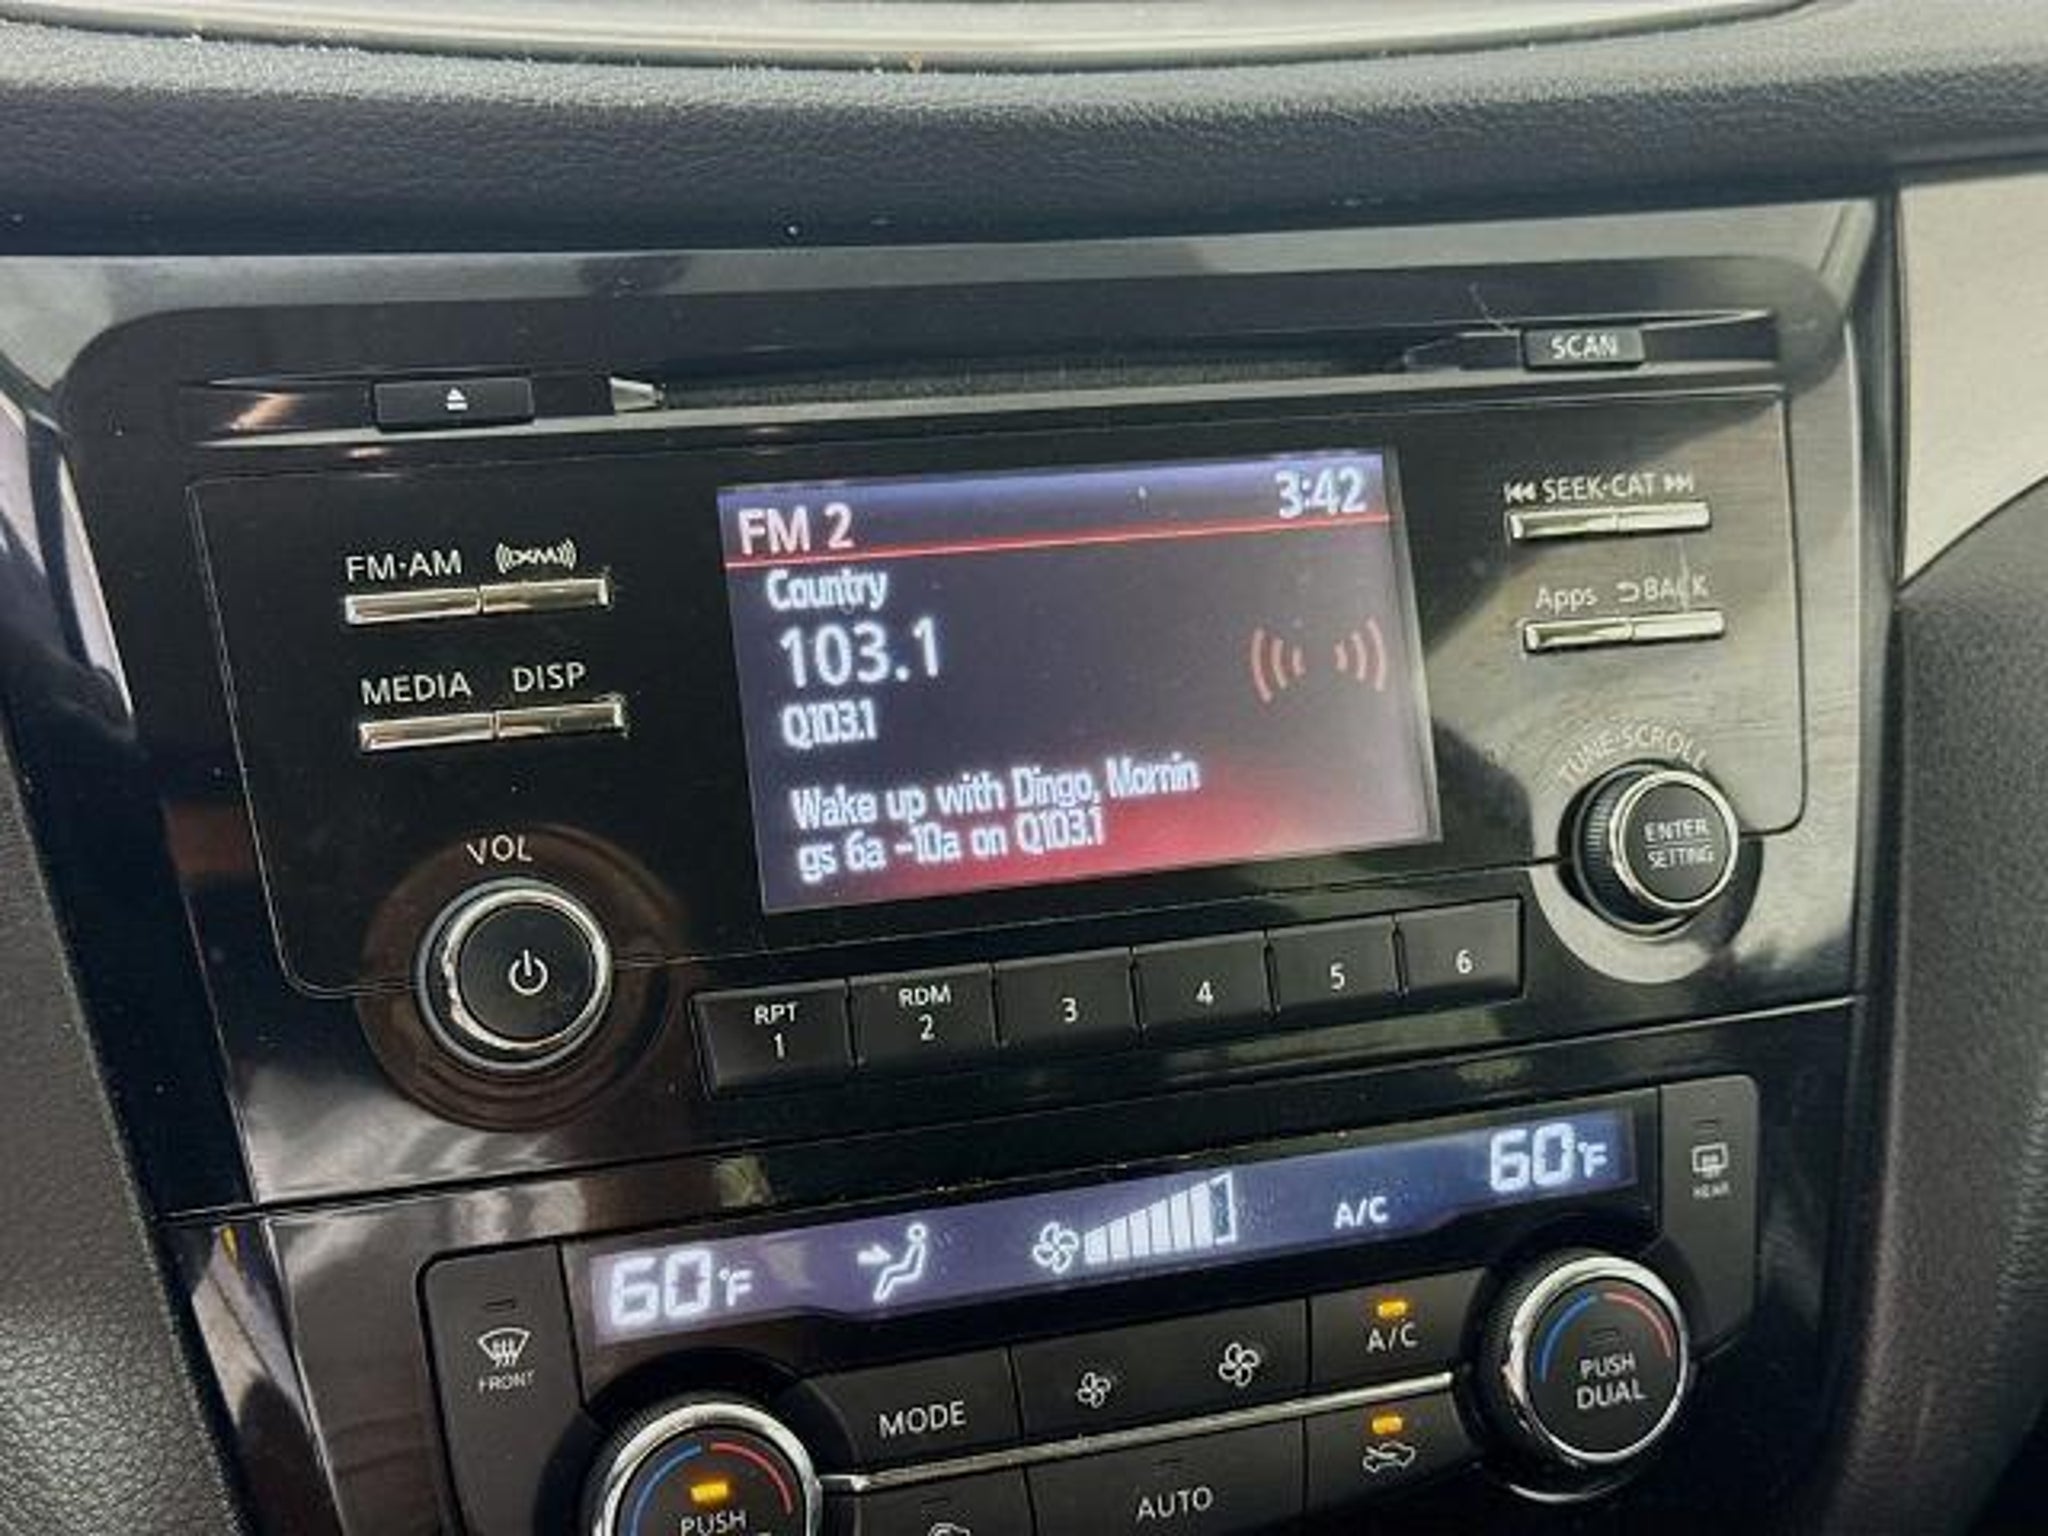 SCAN
FM 2 3:42
SEEK·CAT
FM·AM ((XM))
Country
103.1
Apps BACK
MEDIA DISP
Q103.1
TUNE·SCROLL
Wake up with Dingo, Mornin
gs 6a -10a on Q103.1
ENTER
SETTING
VOL
RPT
1
RDM
2
3
4
5
6
60°F A/C 60°F
REAR
FRONT
MODE
A/C
PUSH
DUAL
AUTO
PUSH